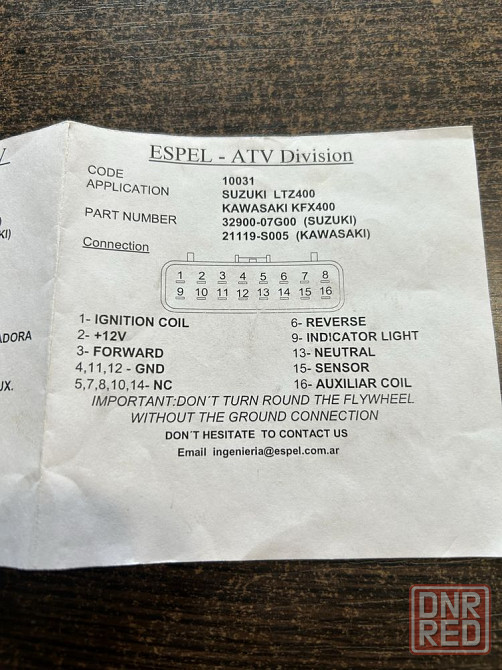 ESPEL - ATV Division
CODE 10031
APPLICATION SUZUKI LTZ400
KAWASAKI KFX400
PART NUMBER 32900-07G00 (SUZUKI)
21119-S005 (KAWASAKI)
Connection
1 2 3 4 5 6 7 8
9 10 11 12 13 14 15 16
1- IGNITION COIL
2- +12V
3- FORWARD
4,11,12 - GND
5,7,8,10,14- NC
6- REVERSE
9- INDICATOR LIGHT
13- NEUTRAL
15- SENSOR
16- AUXILIAR COIL
IMPORTANT:DON´T TURN ROUND THE FLYWHEEL
WITHOUT THE GROUND CONNECTION
DON´T HESITATE TO CONTACT US
Email ingenieria@espel.com.ar
KI)
ADORA
UX.
DNR
RED